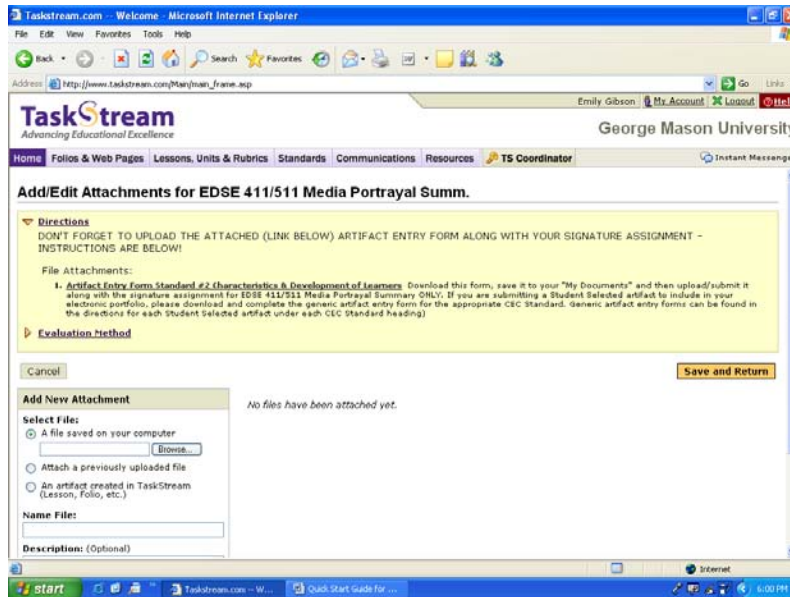 Taskstream.com -- Welcome - Microsoft Internet Explorer
File Edit View Favorites Tools Help
Back Search Favorites
Address http://www.taskstream.com/Main/main_frame.asp Go Links
Emily Gibson My Account Logout Hel
TaskStream
Advancing Educational Excellence
George Mason University
Home Folios & Web Pages Lessons, Units & Rubrics Standards Communications Resources TS Coordinator Instant Messenge
Add/Edit Attachments for EDSE 411/511 Media Portrayal Summ.
Directions
DON'T FORGET TO UPLOAD THE ATTACHED (LINK BELOW) ARTIFACT ENTRY FORM ALONG WITH YOUR SIGNATURE ASSIGNMENT -
INSTRUCTIONS ARE BELOW!
File Attachments:
1. Artifact Entry Form Standard #2 Characteristics & Development of Learners Download this form, save it to your "My Documents" and then upload/submit it
along with the signature assignment for EDSE 411/511 Media Portrayal Summary ONLY. If you are submitting a Student Selected artifact to include in your
electronic portfolio, please download and complete the generic artifact entry form for the appropriate CEC Standard. Generic artifact entry forms can be found in
the directions for each Student Selected artifact under each CEC Standard heading)
Evaluation Method
Cancel
Save and Return
Add New Attachment
No files have been attached yet.
Select File:
A file saved on your computer
Browse...
Attach a previously uploaded file
An artifact created in TaskStream
(Lesson, Folio, etc.)
Name File:
Description: (Optional)
Internet
start Taskstream.com -- W... Quick Start Guide for ... 6:00 PM